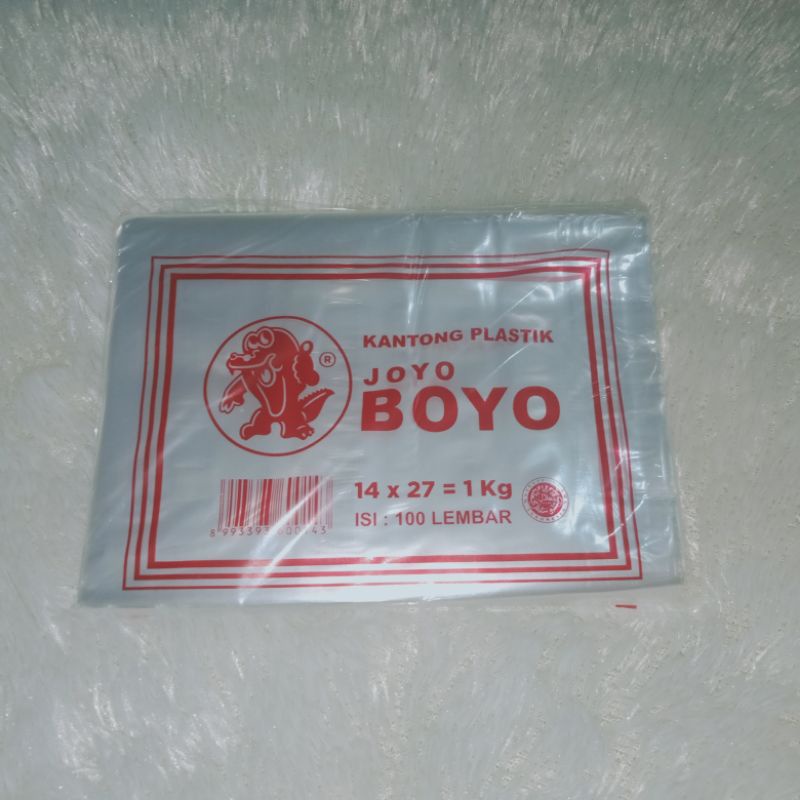 KANTONG PLASTIK
JOYO
BOYO
®
14 x 27 = 1 Kg
ISI : 100 LEMBAR